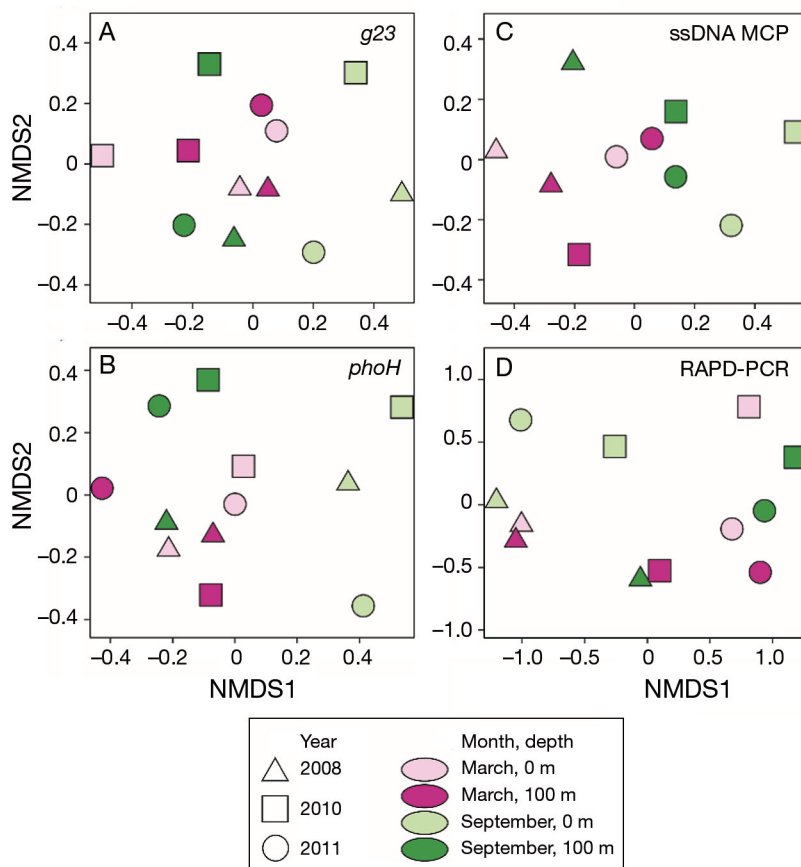 A
g23
0.4
0.2
0
−0.2
−0.4
NMDS2
−0.4 −0.2 0 0.2 0.4
C
ssDNA MCP
0.4
0.2
0
−0.2
−0.4
−0.4 −0.2 0 0.2 0.4
B
phoH
0.4
0.2
0
−0.2
−0.4
NMDS2
−0.4 −0.2 0 0.2 0.4
NMDS1
D
RAPD-PCR
1.0
0.5
0
−0.5
−1.0
−1.0 0 0.5 1.0
NMDS1
Year
2008
2010
2011
Month, depth
March, 0 m
March, 100 m
September, 0 m
September, 100 m